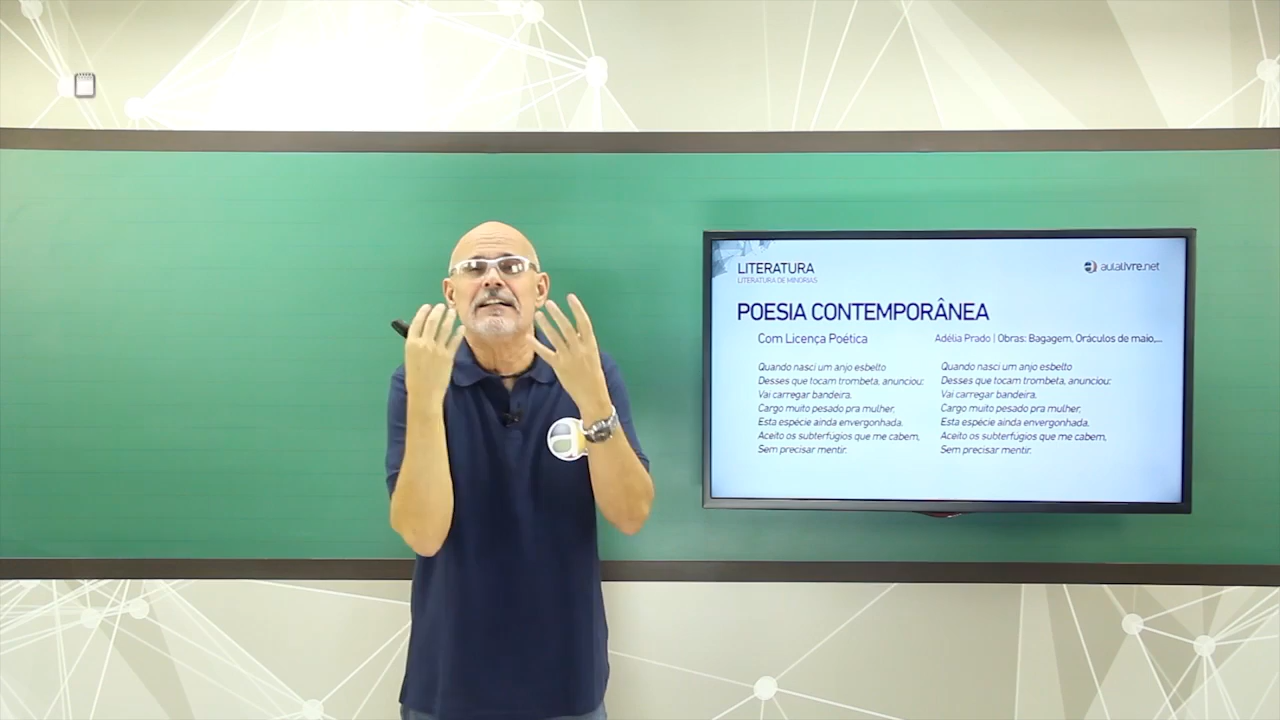 LITERATURA
LITERATURA DE MINORIAS
aulalivre.net
POESIA CONTEMPORÂNEA
Com Licença Poética
Adélia Prado | Obras: Bagagem, Oráculos de maio,...
Quando nasci um anjo esbelto
Desses que tocam trombeta, anunciou:
Vai carregar bandeira.
Cargo muito pesado pra mulher,
Esta espécie ainda envergonhada.
Aceito os subterfúgios que me cabem,
Sem precisar mentir.
Quando nasci um anjo esbelto
Desses que tocam trombeta, anunciou:
Vai carregar bandeira.
Cargo muito pesado pra mulher,
Esta espécie ainda envergonhada.
Aceito os subterfúgios que me cabem,
Sem precisar mentir.